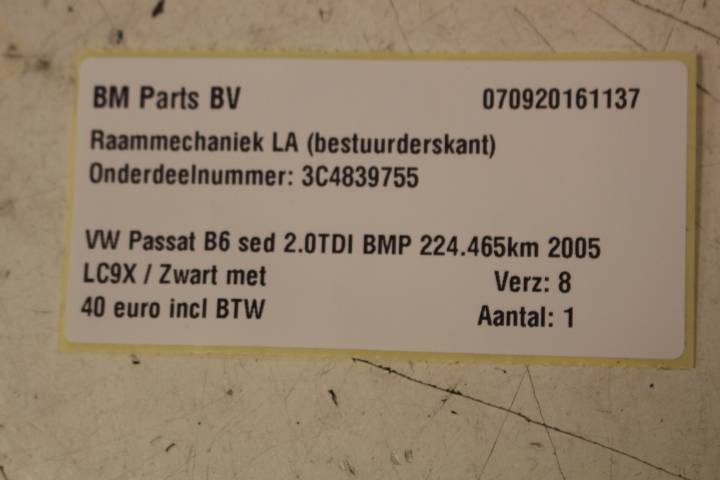 BM Parts BV 070920161137
Raammechaniek LA (bestuurderskant)
Onderdeelnummer: 3C4839755
VW Passat B6 sed 2.0TDI BMP 224.465km 2005
LC9X / Zwart met Verz: 8
40 euro incl BTW Aantal: 1